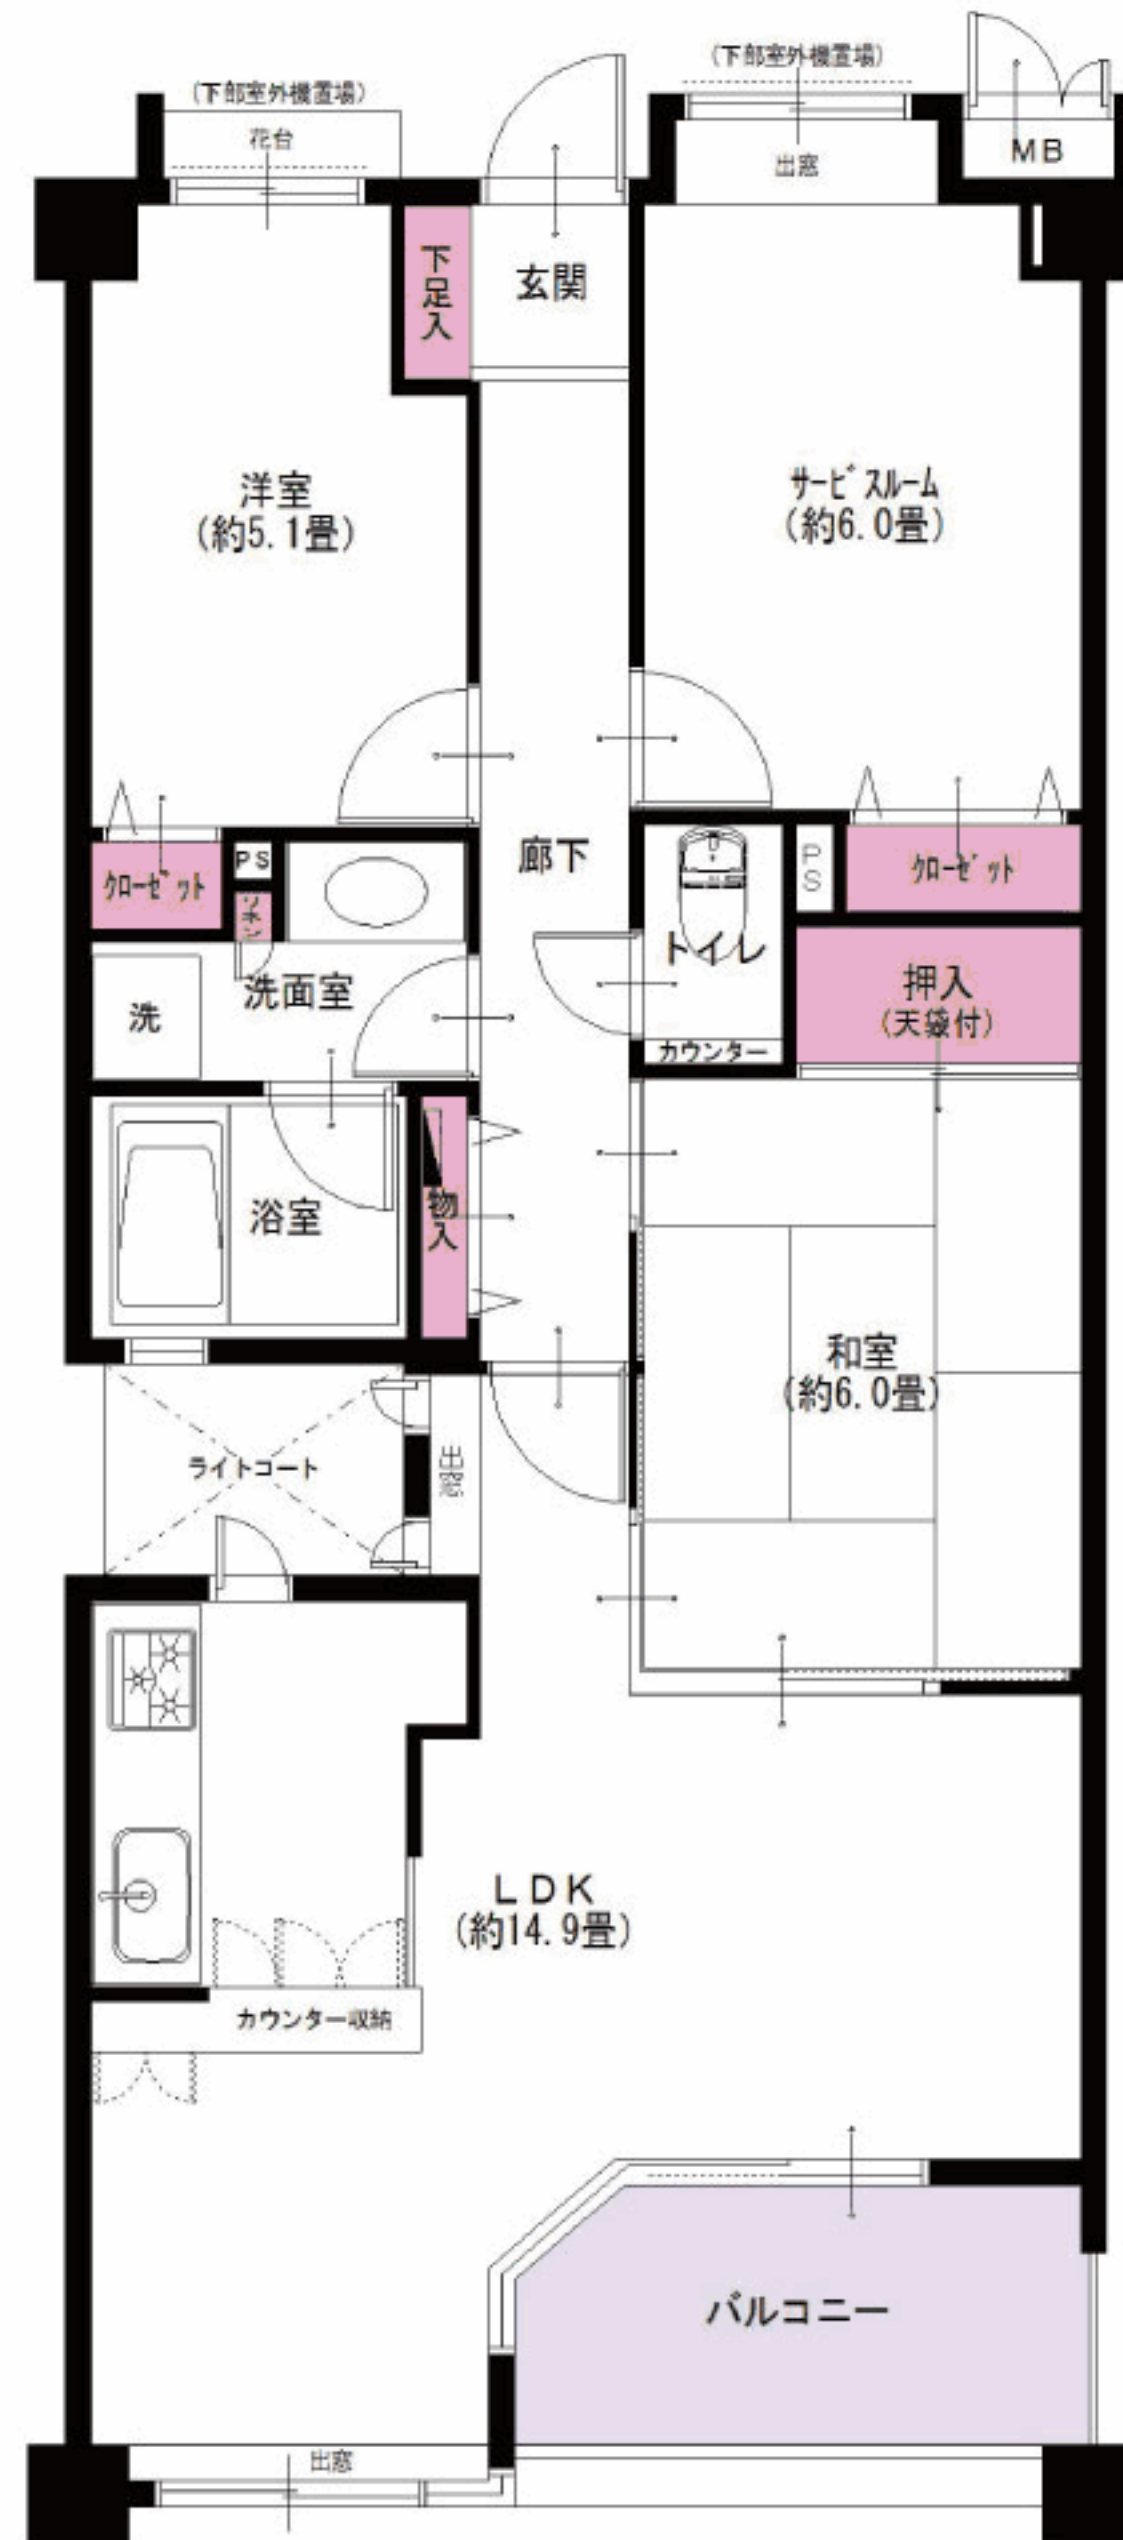 (下部室外機置場)
(下部室外機置場)
花台
出窓
MB
下足入
玄関
洋室
(約5.1畳)
サービスルーム
(約6.0畳)
廊下
クローゼット
PS
リネン
トイレ
PS
クローゼット
洗
洗面室
カウンター
押入
(天袋付)
浴室
物入
和室
(約6.0畳)
ライトコート
出窓
LDK
(約14.9畳)
カウンター収納
バルコニー
出窓